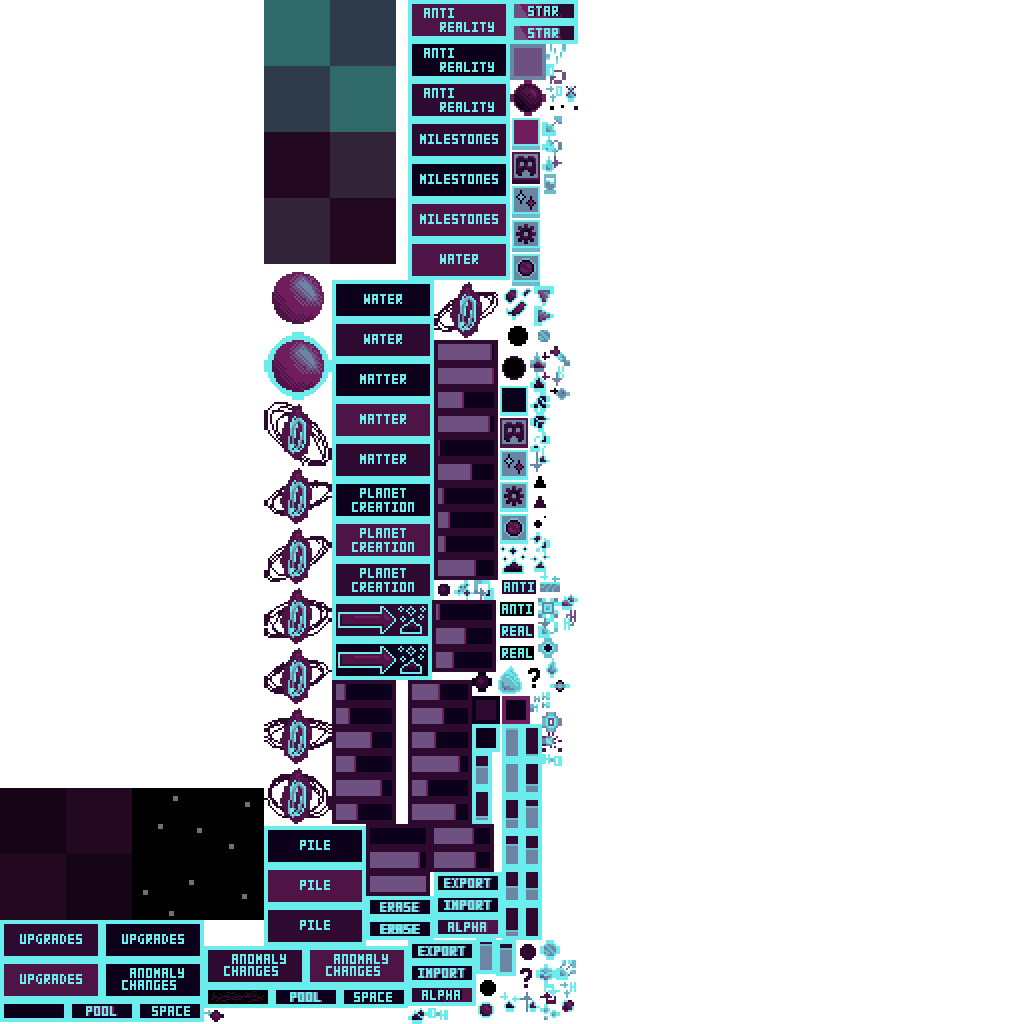 ANTI
REALITY
STAR
STAR
ANTI
REALITY
ANTI
REALITY
MILESTONES
MILESTONES
MILESTONES
WATER
WATER
WATER
MATTER
MATTER
MATTER
PLANET
CREATION
PLANET
CREATION
PLANET
CREATION
ANTI
ANTI
REAL
REAL
?
PILE
PILE
PILE
EXPORT
IMPORT
ALPHA
ERASE
ERASE
UPGRADES
UPGRADES
UPGRADES
ANOMALY
CHANGES
ANOMALY
CHANGES
ANOMALY
CHANGES
EXPORT
IMPORT
ALPHA
?
POOL
SPACE
POOL
SPACE